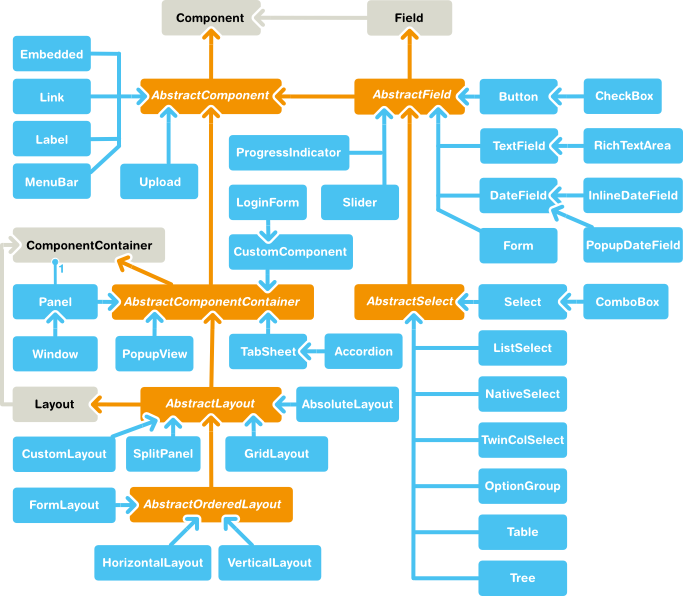 Component
Field
Embedded
Link
AbstractComponent
AbstractField
Button
CheckBox
Label
ProgressIndicator
TextField
RichTextArea
MenuBar
Upload
LoginForm
Slider
DateField
InlineDateField
ComponentContainer
CustomComponent
Form
PopupDateField
1
Panel
AbstractComponentContainer
AbstractSelect
Select
ComboBox
Window
PopupView
TabSheet
Accordion
ListSelect
Layout
AbstractLayout
AbsoluteLayout
NativeSelect
CustomLayout
SplitPanel
GridLayout
TwinColSelect
FormLayout
AbstractOrderedLayout
OptionGroup
Table
HorizontalLayout
VerticalLayout
Tree